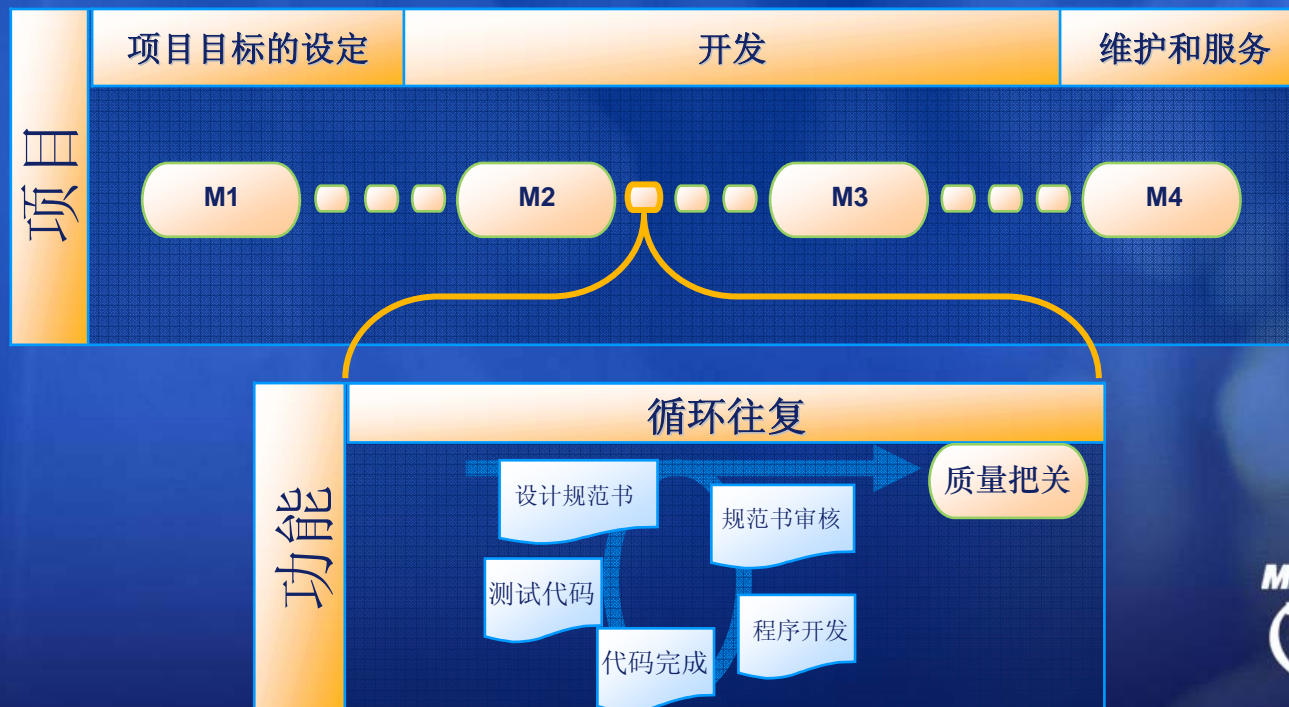 项目目标的设定
开发
维护和服务
项目
M1
M2
M3
M4
循环往复
功能
质量把关
设计规范书
规范书审核
测试代码
程序开发
代码完成
M